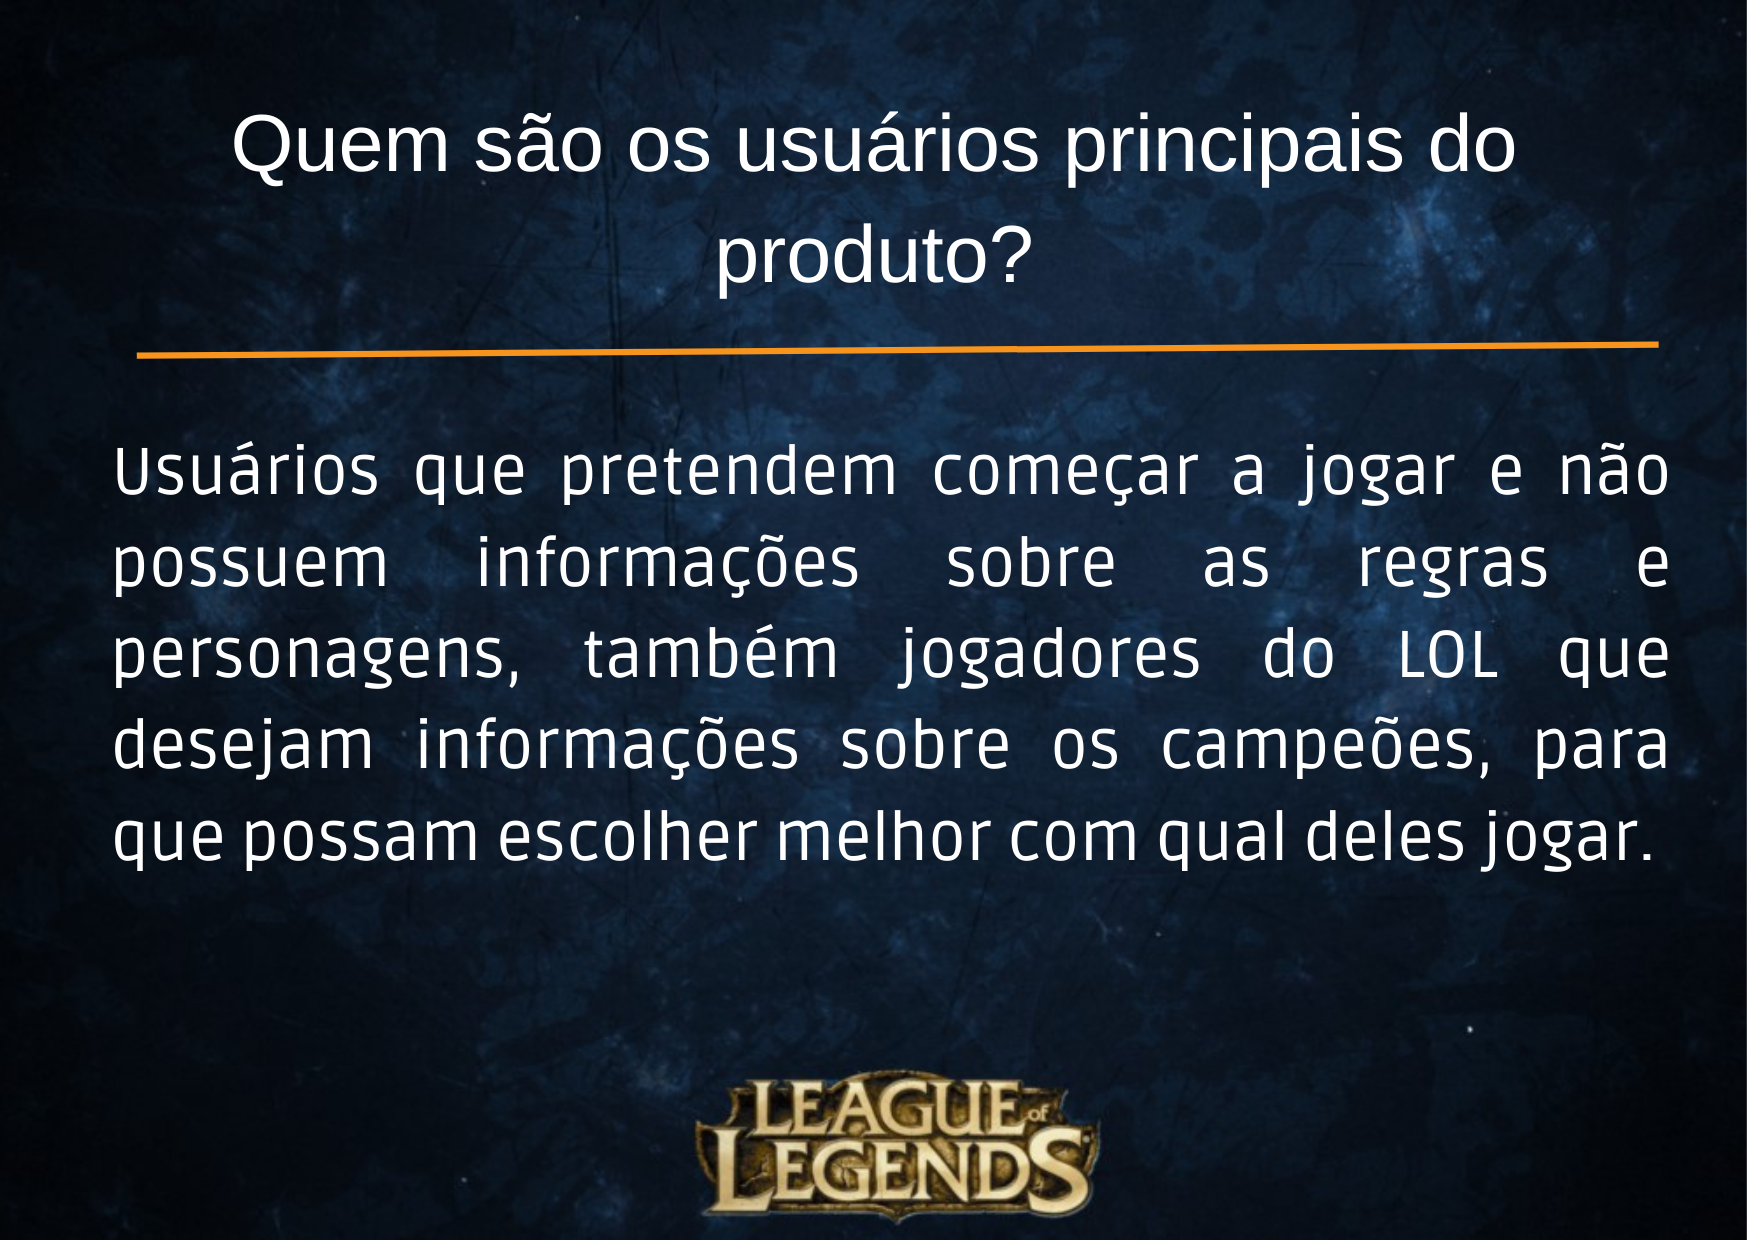 Quem são os usuários principais do
produto?
Usuários que pretendem começar a jogar e não
possuem informações sobre as regras e
personagens, também jogadores do LOL que
desejam informações sobre os campeões, para
que possam escolher melhor com qual deles jogar.
LEAGUE of
LEGENDS